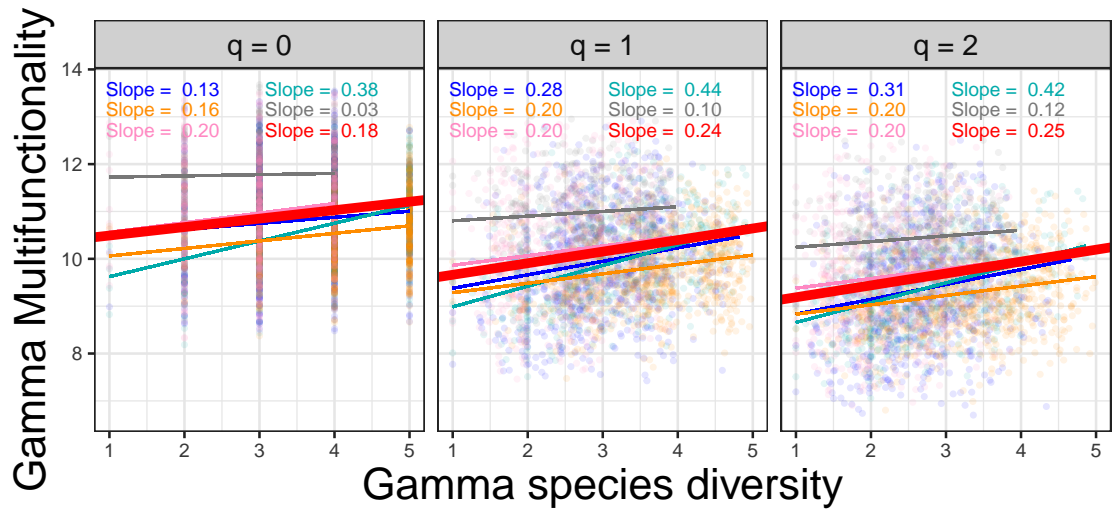 Gamma Multifunctionality
q = 0
q = 1
q = 2
14
12
10
8
Slope = 0.13
Slope = 0.16
Slope = 0.20
Slope = 0.38
Slope = 0.03
Slope = 0.18
Slope = 0.28
Slope = 0.20
Slope = 0.20
Slope = 0.44
Slope = 0.10
Slope = 0.24
Slope = 0.31
Slope = 0.20
Slope = 0.20
Slope = 0.42
Slope = 0.12
Slope = 0.25
1 2 3 4 5
1 2 3 4 5
1 2 3 4 5
Gamma species diversity